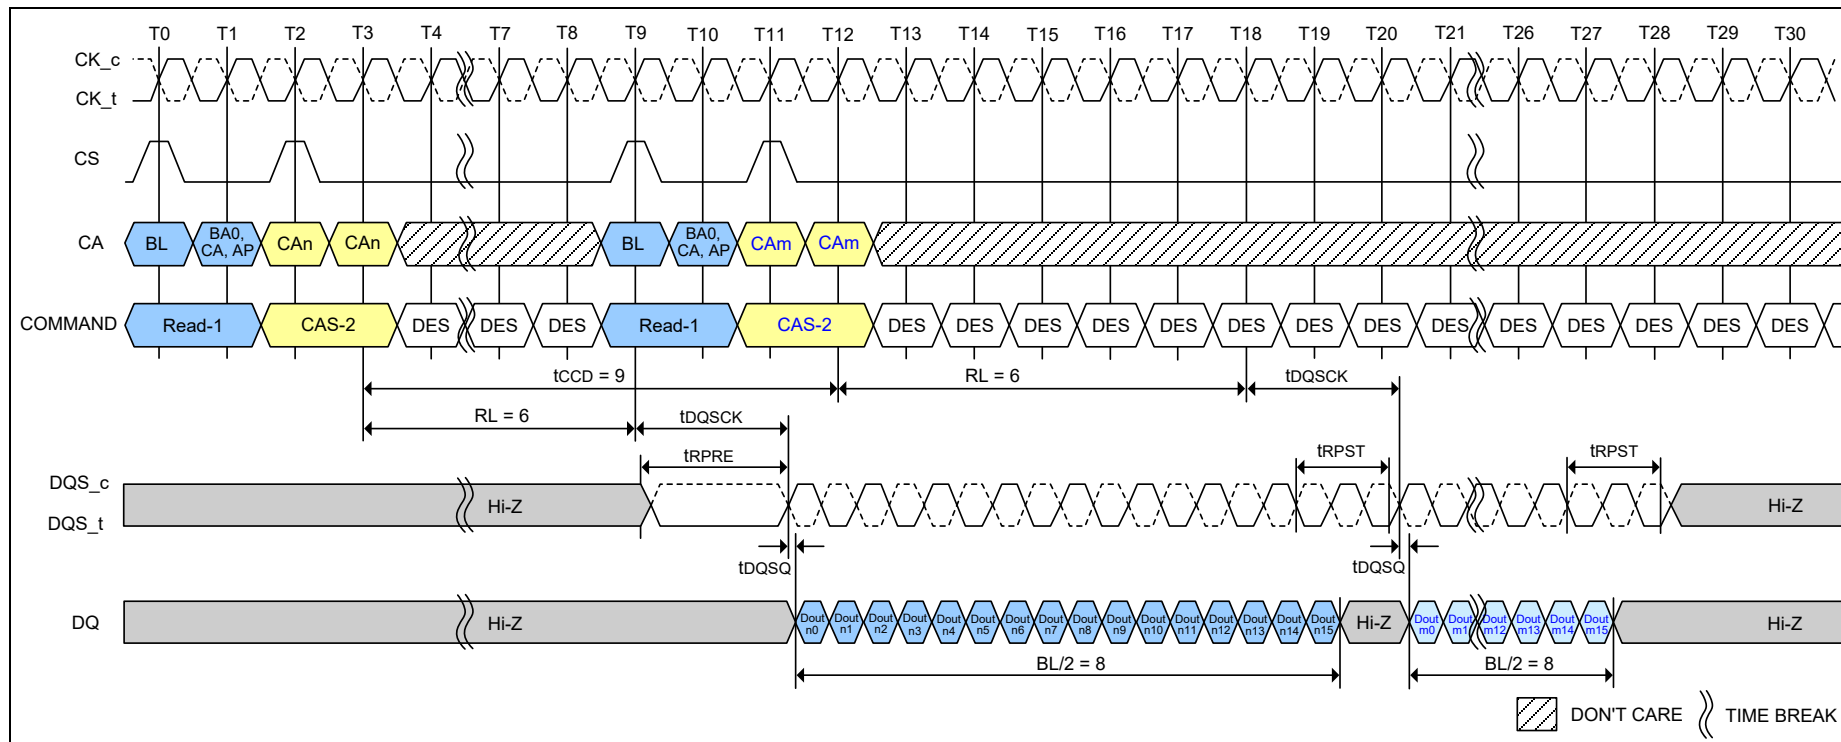 T0 T1 T2 T3 T4 T7 T8 T9 T10 T11 T12 T13 T14 T15 T16 T17 T18 T19 T20 T21 T26 T27 T28 T29 T30
CK_c
CK_t
CS
CA BL BA0, CA, AP CAn CAn BL BA0, CA, AP CAm CAm
COMMAND Read-1 CAS-2 DES DES DES Read-1 CAS-2 DES DES DES DES DES DES DES DES DES DES DES DES DES DES
tCCD = 9 RL = 6 tDQSCK
RL = 6 tDQSCK
tRPRE tRPST tRPST
DQS_c
Hi-Z Hi-Z
DQS_t
tDQSQ tDQSQ
DQ Hi-Z Dout n0 Dout n1 Dout n2 Dout n3 Dout n4 Dout n5 Dout n6 Dout n7 Dout n8 Dout n9 Dout n10 Dout n11 Dout n12 Dout n13 Dout n14 Dout n15 Hi-Z Dout m0 Dout m1 Dout m12 Dout m13 Dout m14 Dout m15 Hi-Z
BL/2 = 8 BL/2 = 8
DON'T CARE TIME BREAK